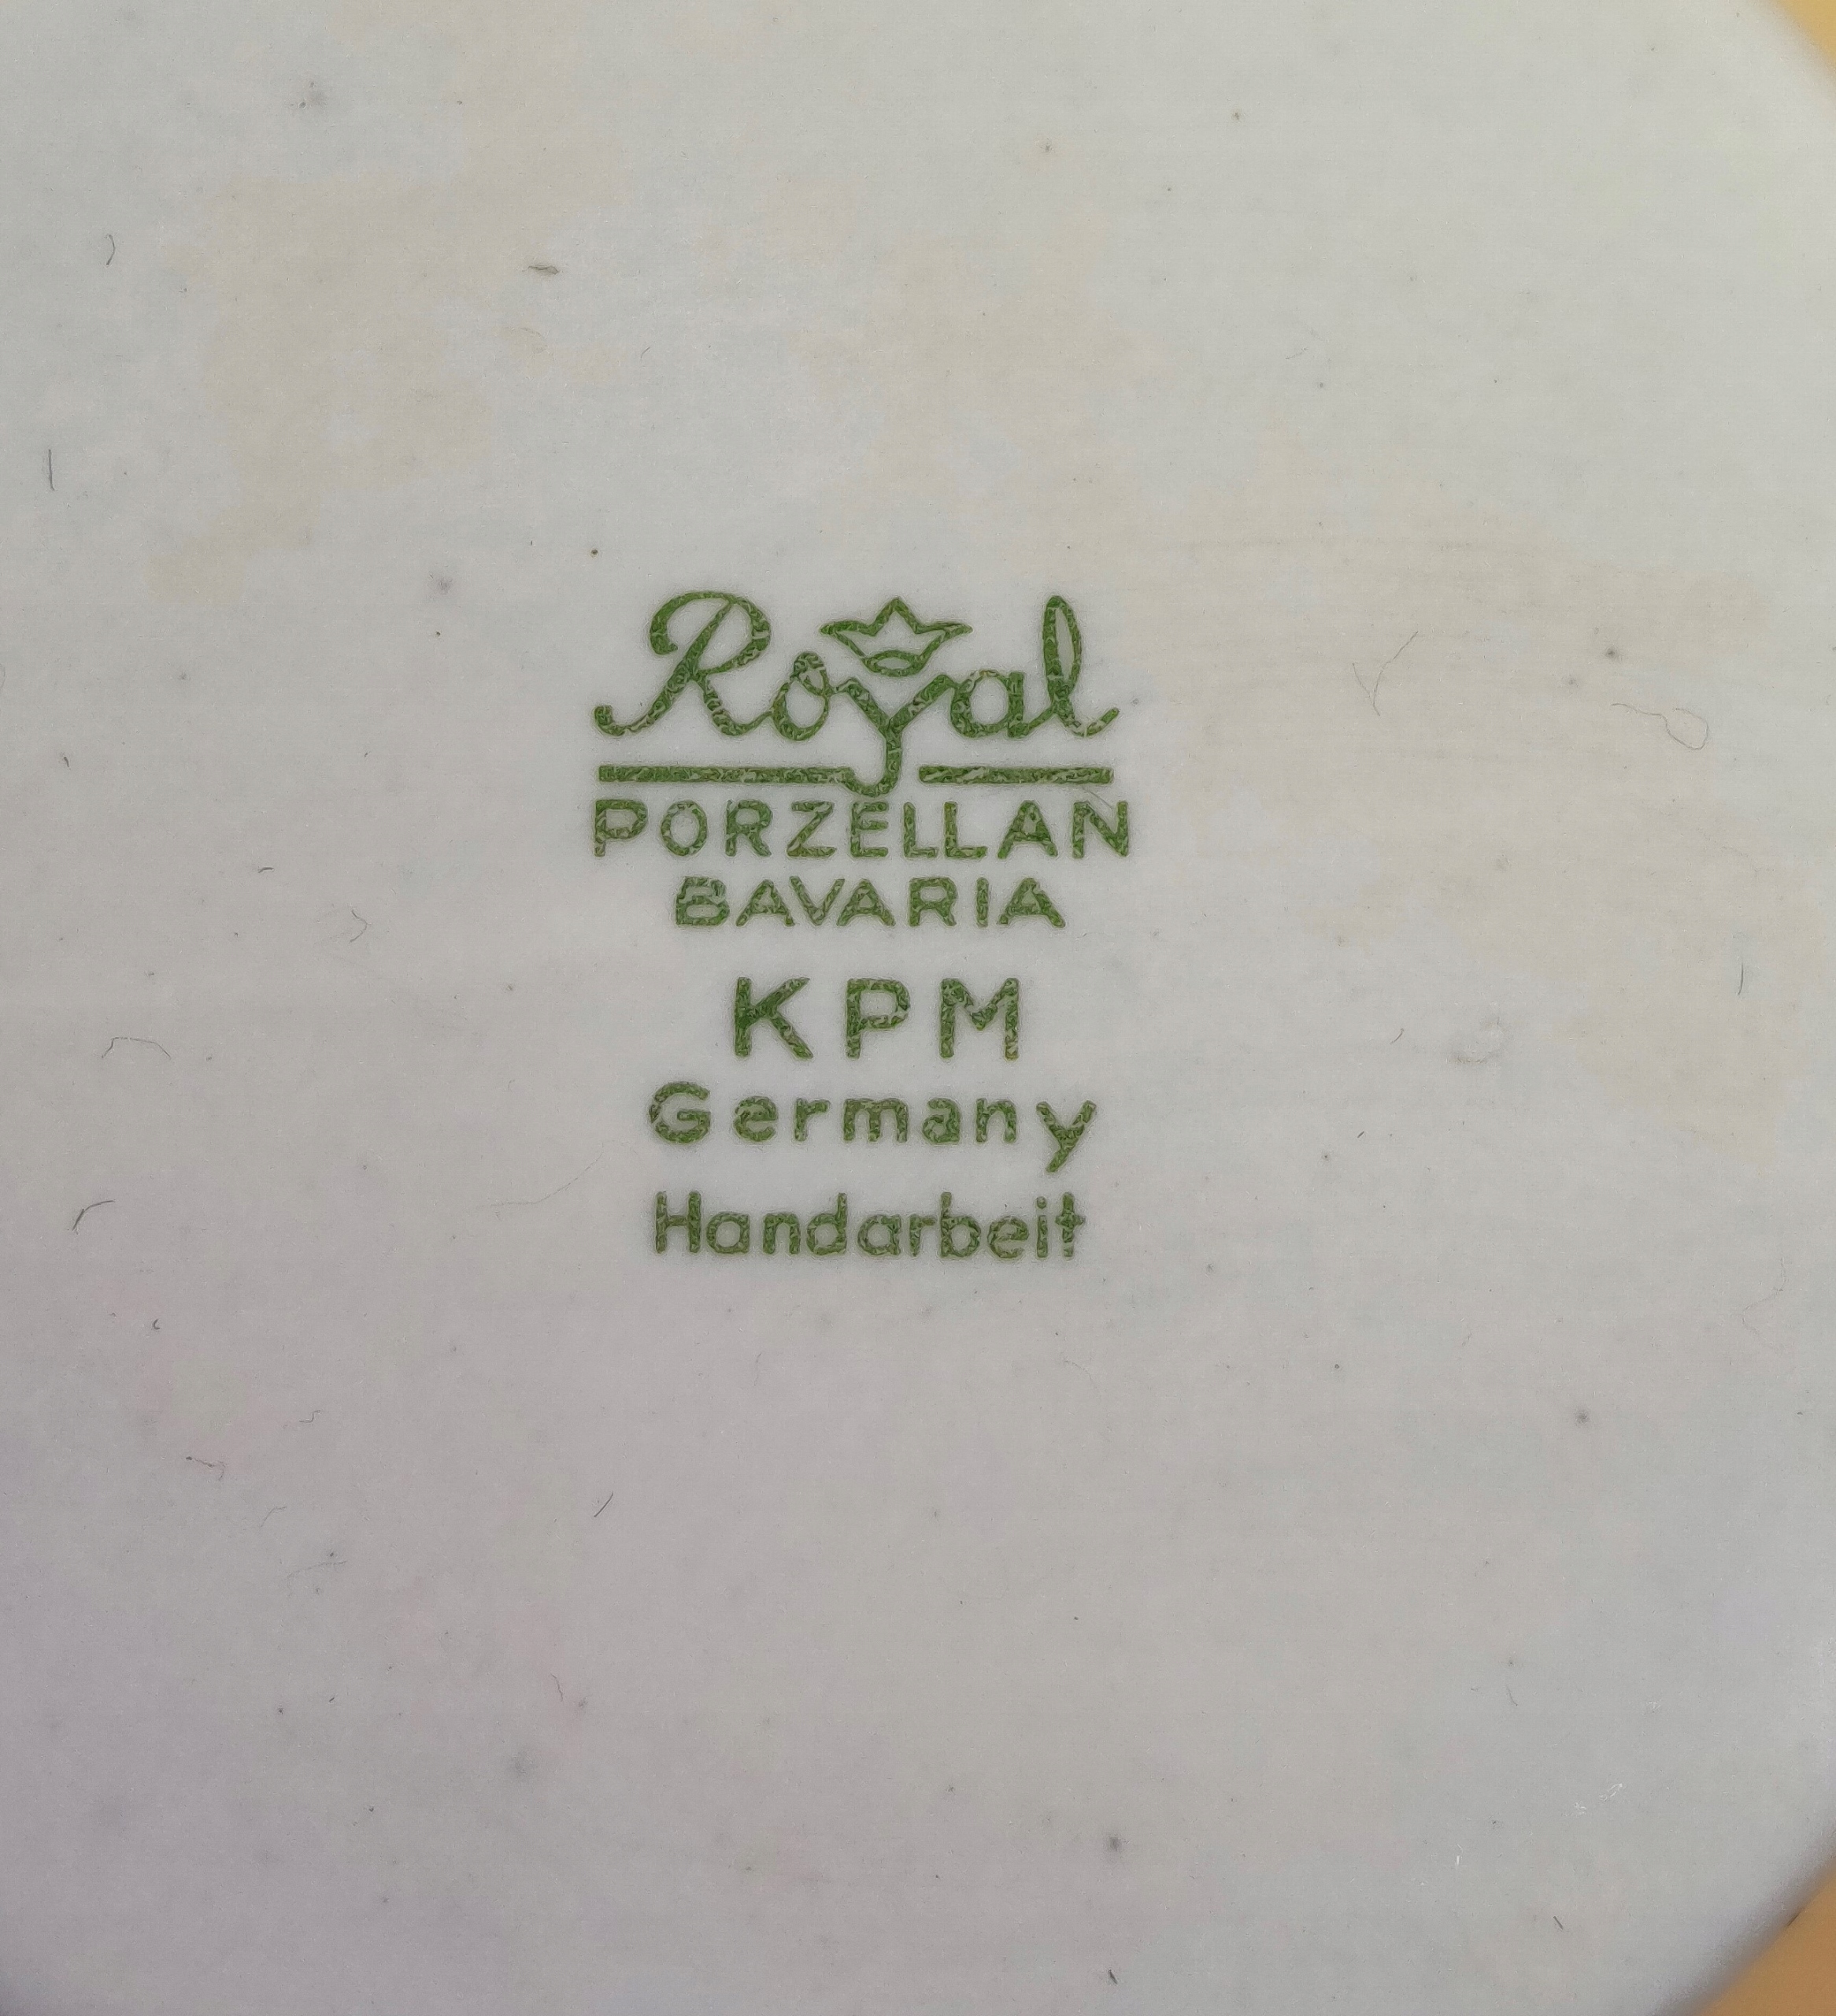 Royal
PORZELLAN
BAVARIA
KPM
Germany
Handarbeit